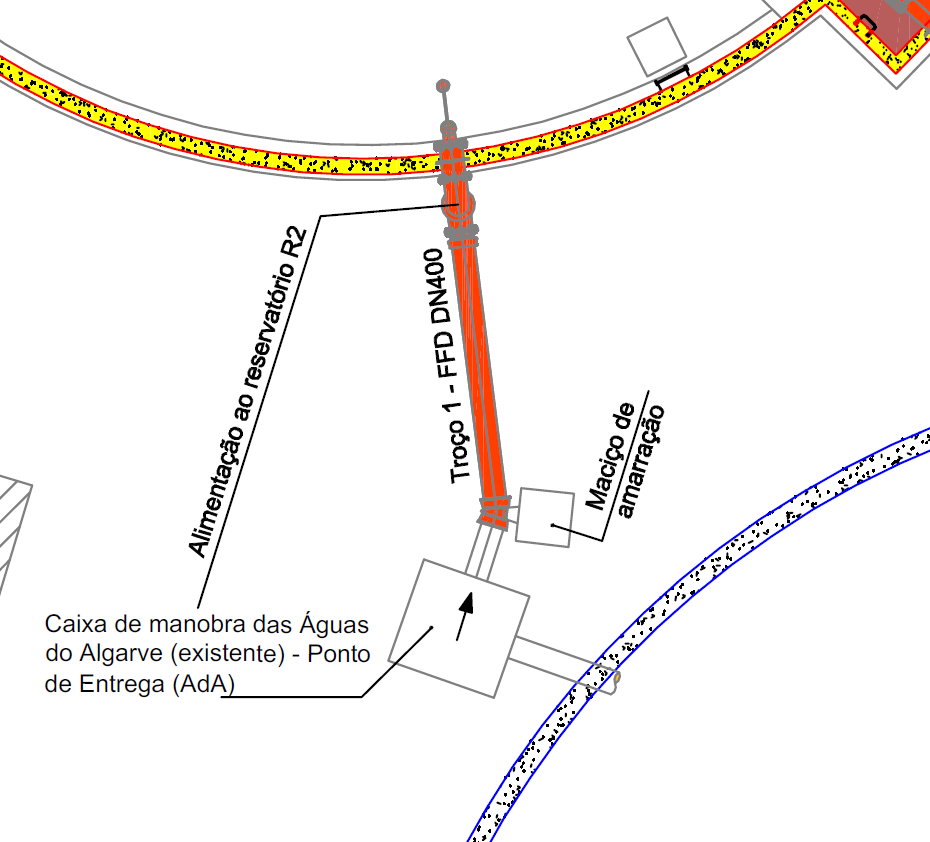 Alimentação ao reservatório R2
Troço 1 - FFD DN400
Maciço de
amarração
Caixa de manobra das Águas
do Algarve (existente) - Ponto
de Entrega (AdA)